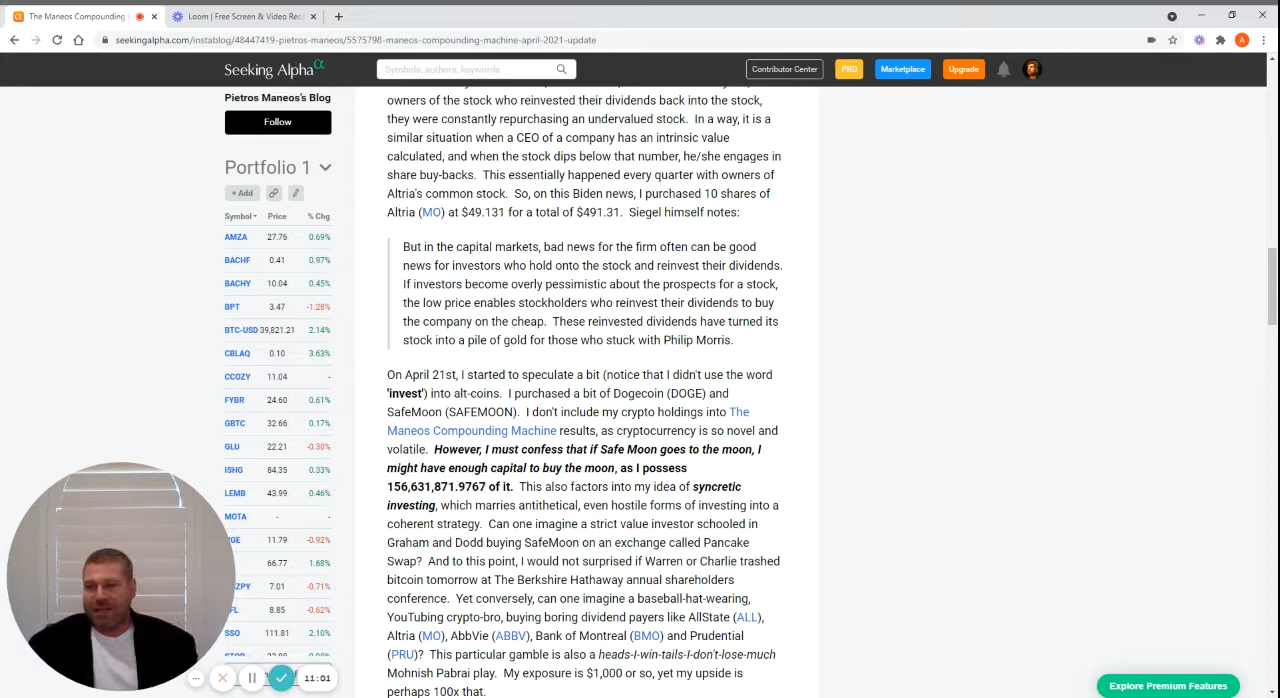 The Maneos Compounding
Loom | Free Screen & Video Rec
seekingalpha.com/instablog/48447419-pietros-maneos/5575798-maneos-compounding-machine-april-2021-update
A
Seeking Alpha α
Symbols, authors, keywords
Contributor Center
PRO
Marketplace
Upgrade
Pietros Maneos's Blog
Follow
Portfolio 1
+ Add
Symbol Price % Chg
AMZA 27.76 0.69%
BACHF 0.41 0.97%
BACHY 10.04 0.45%
BPT 3.47 -1.28%
BTC-USD 39,821.21 2.14%
CBLAQ 0.10 3.63%
CCOZY 11.04 -
FYBR 24.60 0.61%
GBTC 32.66 0.17%
GLU 22.21 -0.30%
ISHG 84.35 0.33%
LEMB 43.99 0.46%
MOTA - -
11.79 -0.92%
66.77 1.68%
ZPY 7.01 -0.71%
FL 8.85 -0.62%
SSO 111.81 2.10%
11:01
owners of the stock who reinvested their dividends back into the stock,
they were constantly repurchasing an undervalued stock. In a way, it is a
similar situation when a CEO of a company has an intrinsic value
calculated, and when the stock dips below that number, he/she engages in
share buy-backs. This essentially happened every quarter with owners of
Altria's common stock. So, on this Biden news, I purchased 10 shares of
Altria (MO) at $49.131 for a total of $491.31. Siegel himself notes:
But in the capital markets, bad news for the firm often can be good
news for investors who hold onto the stock and reinvest their dividends.
If investors become overly pessimistic about the prospects for a stock,
the low price enables stockholders who reinvest their dividends to buy
the company on the cheap. These reinvested dividends have turned its
stock into a pile of gold for those who stuck with Philip Morris.
On April 21st, I started to speculate a bit (notice that I didn't use the word
'invest') into alt-coins. I purchased a bit of Dogecoin (DOGE) and
SafeMoon (SAFEMOON). I don't include my crypto holdings into The
Maneos Compounding Machine results, as cryptocurrency is so novel and
volatile. However, I must confess that if Safe Moon goes to the moon, I
might have enough capital to buy the moon, as I possess
156,631,871.9767 of it. This also factors into my idea of syncretic
investing, which marries antithetical, even hostile forms of investing into a
coherent strategy. Can one imagine a strict value investor schooled in
Graham and Dodd buying SafeMoon on an exchange called Pancake
Swap? And to this point, I would not surprised if Warren or Charlie trashed
bitcoin tomorrow at The Berkshire Hathaway annual shareholders
conference. Yet conversely, can one imagine a baseball-hat-wearing,
YouTubing crypto-bro, buying boring dividend payers like AllState (ALL),
Altria (MO), AbbVie (ABBV), Bank of Montreal (BMO) and Prudential
(PRU)? This particular gamble is also a heads-I-win-tails-I-don't-lose-much
Mohnish Pabrai play. My exposure is $1,000 or so, yet my upside is
perhaps 100x that.
Explore Premium Features